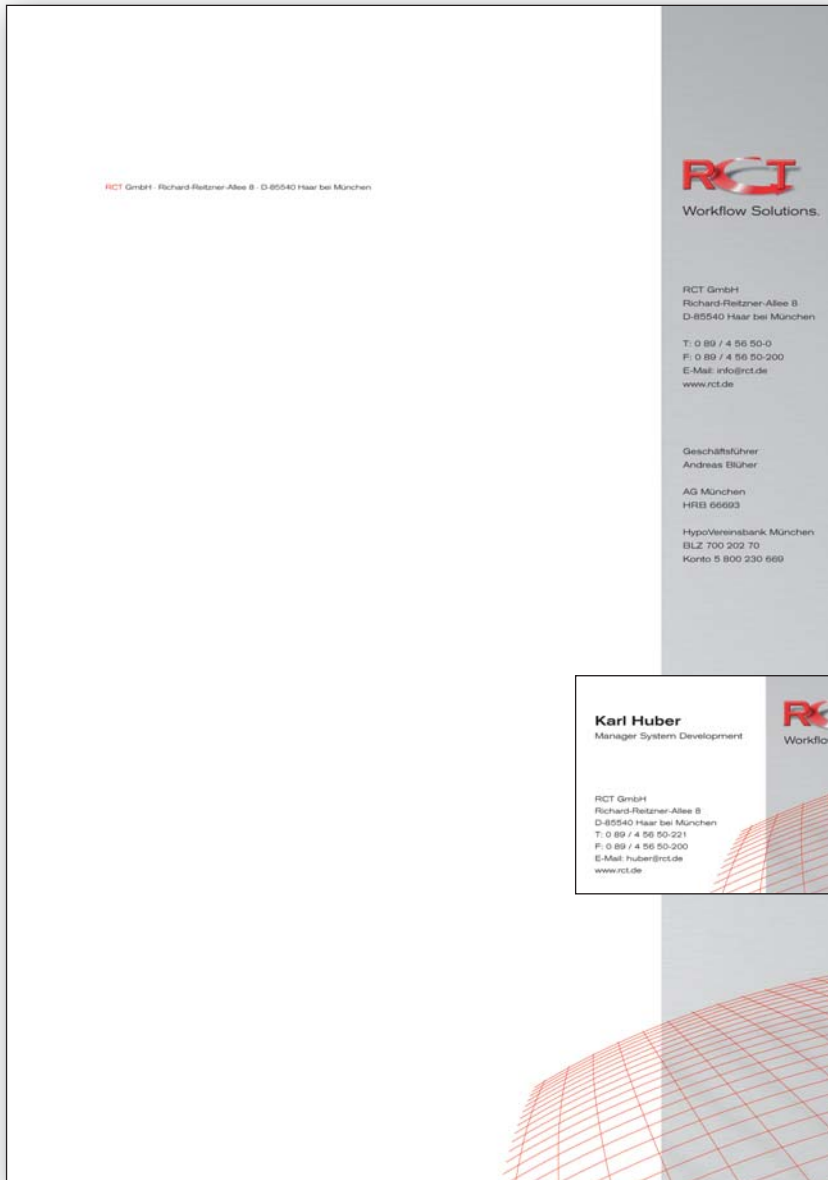 RCT GmbH · Richard-Reitzner-Allee 8 · D-85540 Haar bei München
RCT
Workflow Solutions.
RCT GmbH
Richard-Reitzner-Allee 8
D-85540 Haar bei München
T: 0 89 / 4 56 50-0
F: 0 89 / 4 56 50-200
E-Mail: info@rct.de
www.rct.de
Geschäftsführer
Andreas Blüher
AG München
HRB 66693
HypoVereinsbank München
BLZ 700 202 70
Konto 5 800 230 669
Karl Huber
Manager System Development
RCT GmbH
Richard-Reitzner-Allee 8
D-85540 Haar bei München
T: 0 89 / 4 56 50-221
F: 0 89 / 4 56 50-200
E-Mail: huber@rct.de
www.rct.de
RC
Workflo